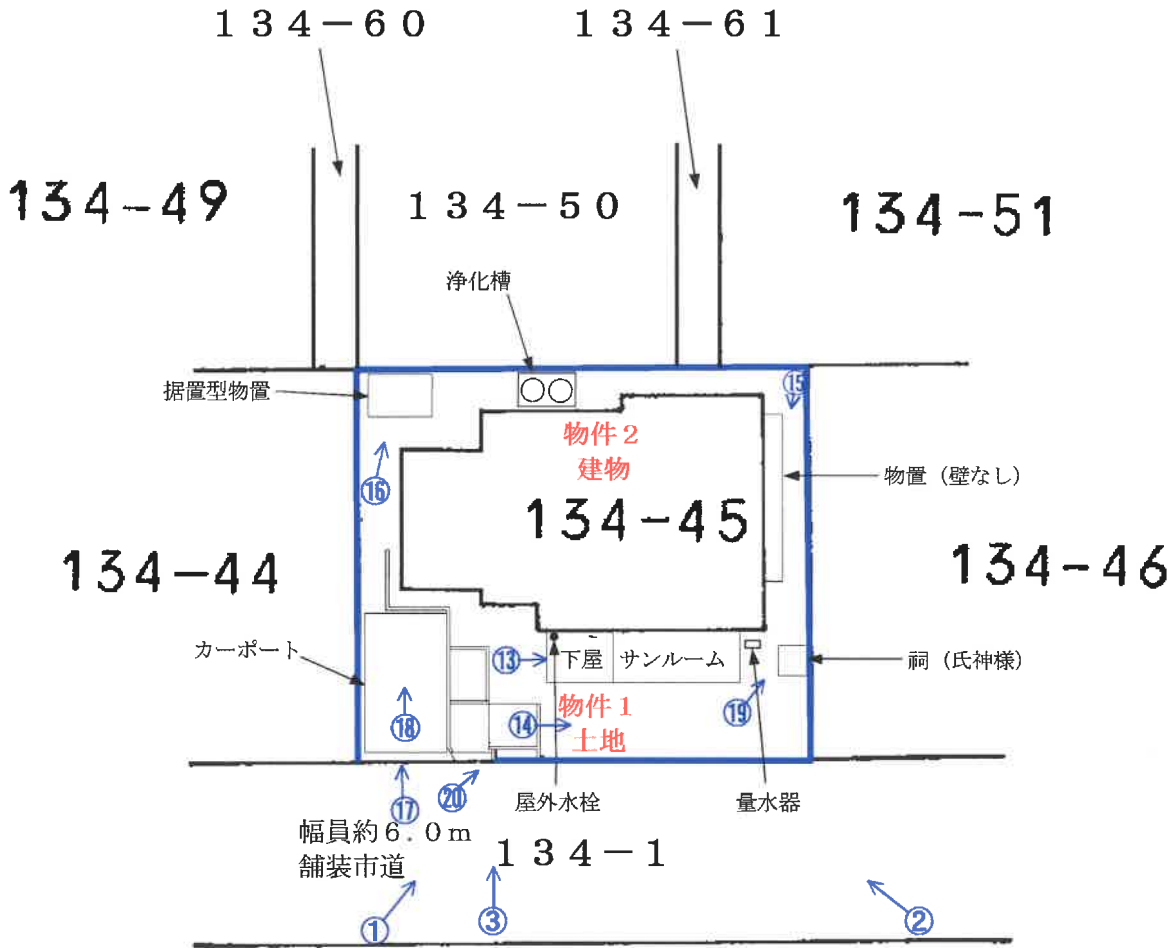 134-60
134-61
134-49
134-50
134-51
浄化槽
据置型物置
⑮
物件2
建物
物置（壁なし）
⑯
134-45
134-44
134-46
カーポート
⑬
下屋
サンルーム
祠（氏神様）
⑱
⑭
物件1
土地
⑲
⑳
⑰
屋外水栓
量水器
幅員約6.0m
舗装市道
134-1
①
③
②